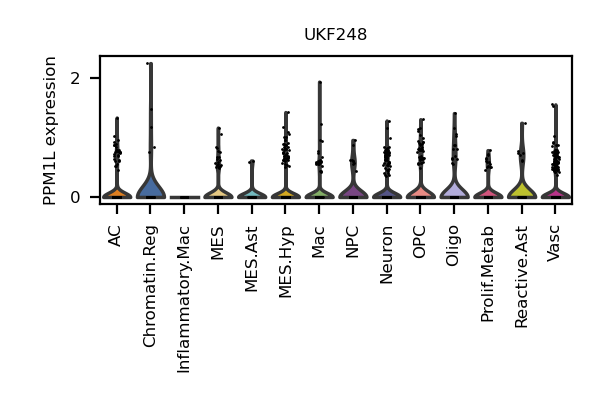 UKF248
PPM1L expression
2
0
AC
Chromatin.Reg
Inflammatory.Mac
MES
MES.Ast
MES.Hyp
Mac
NPC
Neuron
OPC
Oligo
Prolif.Metab
Reactive.Ast
Vasc